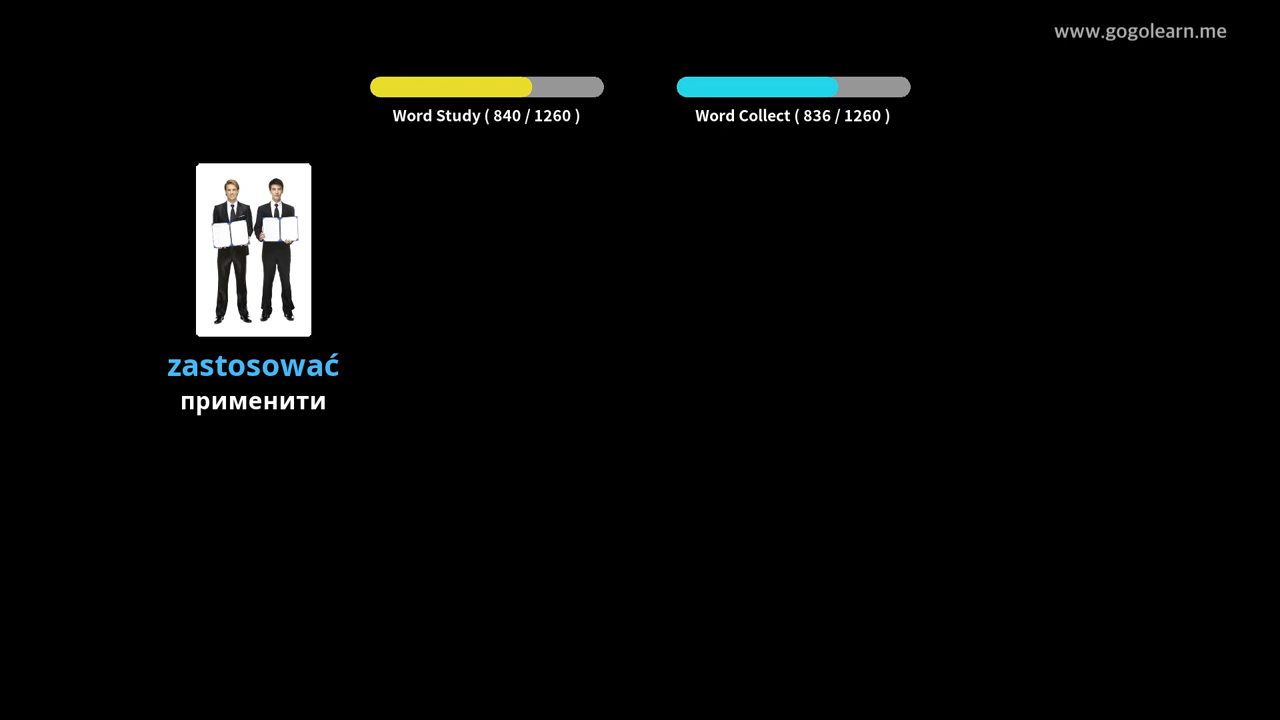 www.gogolearn.me
Word Study ( 840 / 1260 )
Word Collect ( 836 / 1260 )
zastosować
применити